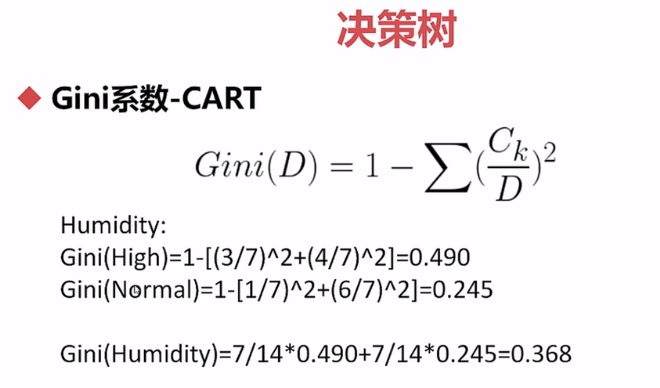 决策树
Gini系数-CART
Gini(D) = 1 − ∑(C_k/D)^2
Humidity:
Gini(High)=1-[(3/7)^2+(4/7)^2]=0.490
Gini(Normal)=1-[1/7)^2+(6/7)^2]=0.245
Gini(Humidity)=7/14*0.490+7/14*0.245=0.368